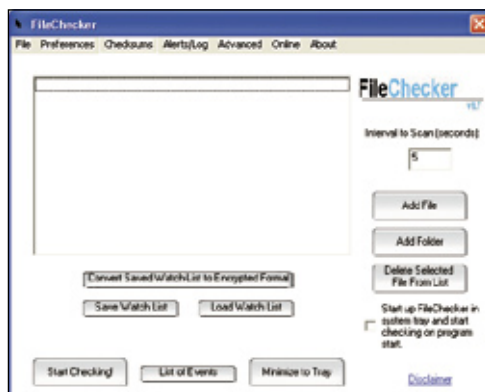 FileChecker
File Preferences Checksums Alerts/Log Advanced Online About
FileChecker
Interval to Scan (seconds):
5
Add File
Add Folder
Delete Selected
File From List
Convert Saved Watch List to Encrypted Format
Save Watch List Load Watch List
Start up FileChecker in
system tray and start
checking on program
start.
Start Checking! List of Events Minimize to Tray
Disclaimer